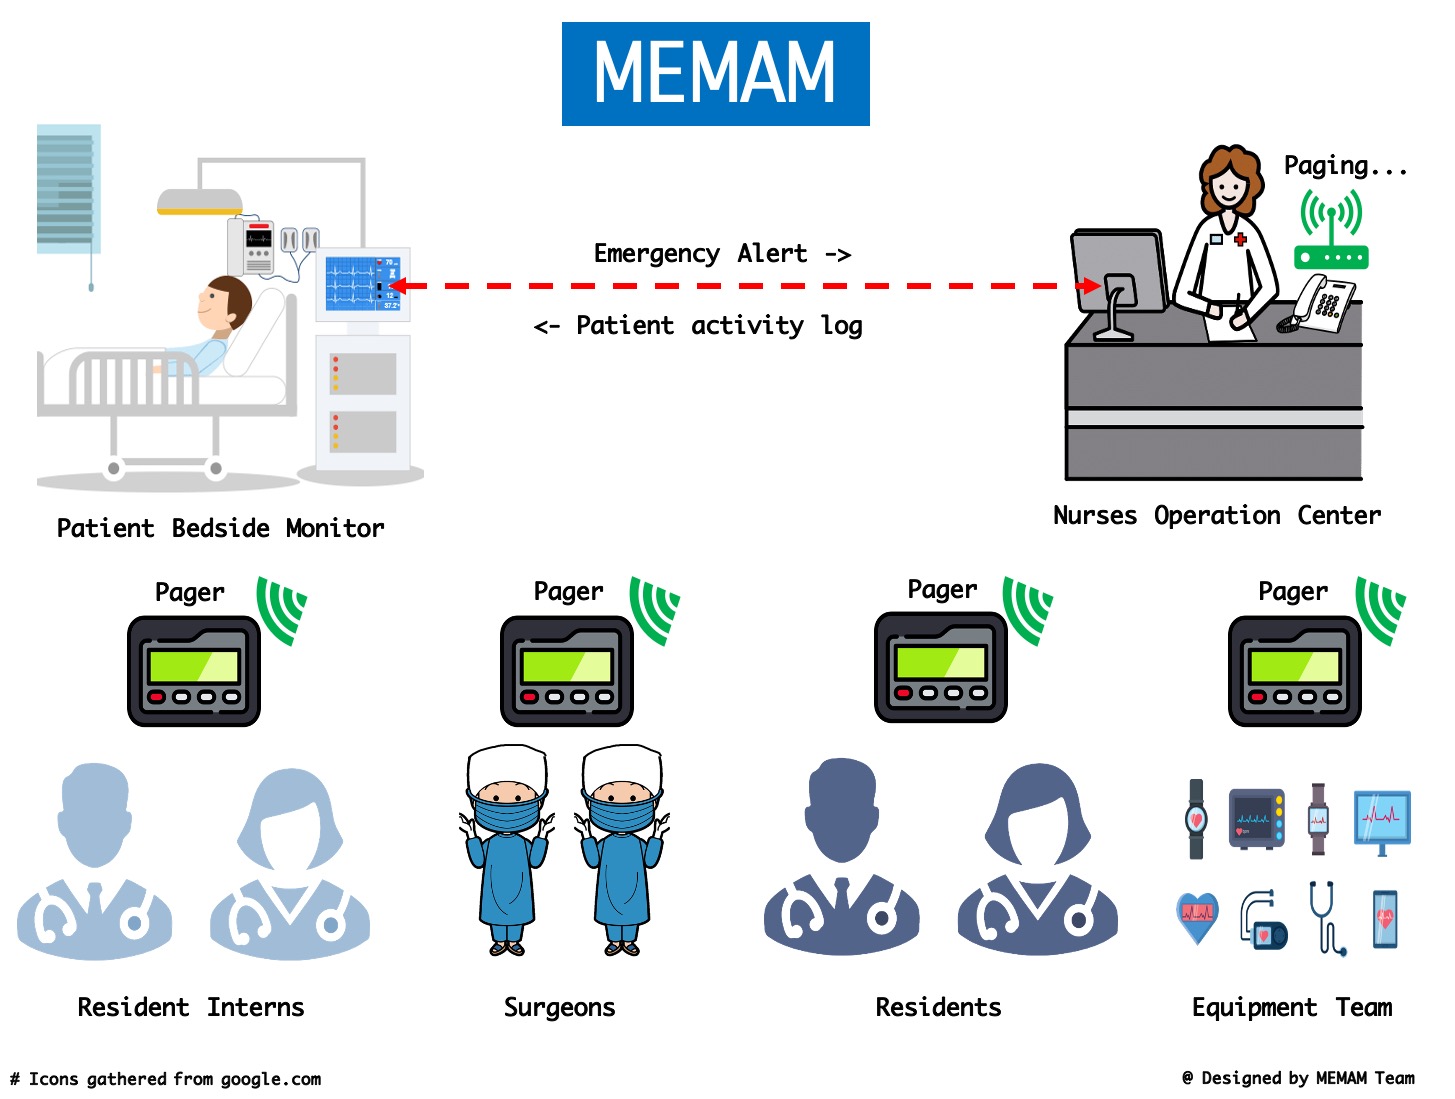 MEMAM
Paging...
Emergency Alert ->
<- Patient activity log
Patient Bedside Monitor
Nurses Operation Center
Pager
Pager
Pager
Pager
Resident Interns
Surgeons
Residents
Equipment Team
# Icons gathered from google.com
@ Designed by MEMAM Team